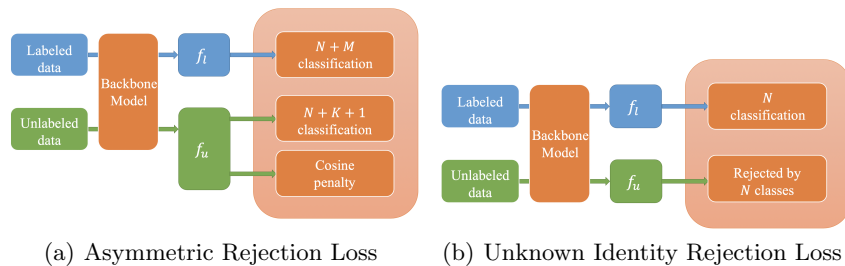 Labeled
data
Unlabeled
data
Backbone
Model
f_l
f_u
N + M
classification
N + K + 1
classification
Cosine
penalty
(a) Asymmetric Rejection Loss
Labeled
data
Unlabeled
data
Backbone
Model
f_l
f_u
N
classification
Rejected by
N classes
(b) Unknown Identity Rejection Loss